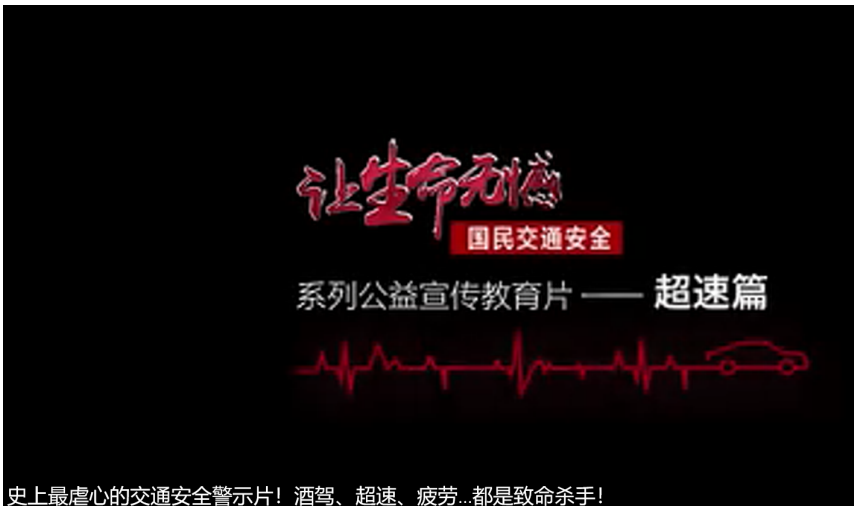 让生命无憾
国民交通安全
系列公益宣传教育片——超速篇
史上最虐心的交通安全警示片！酒驾、超速、疲劳...都是致命杀手！